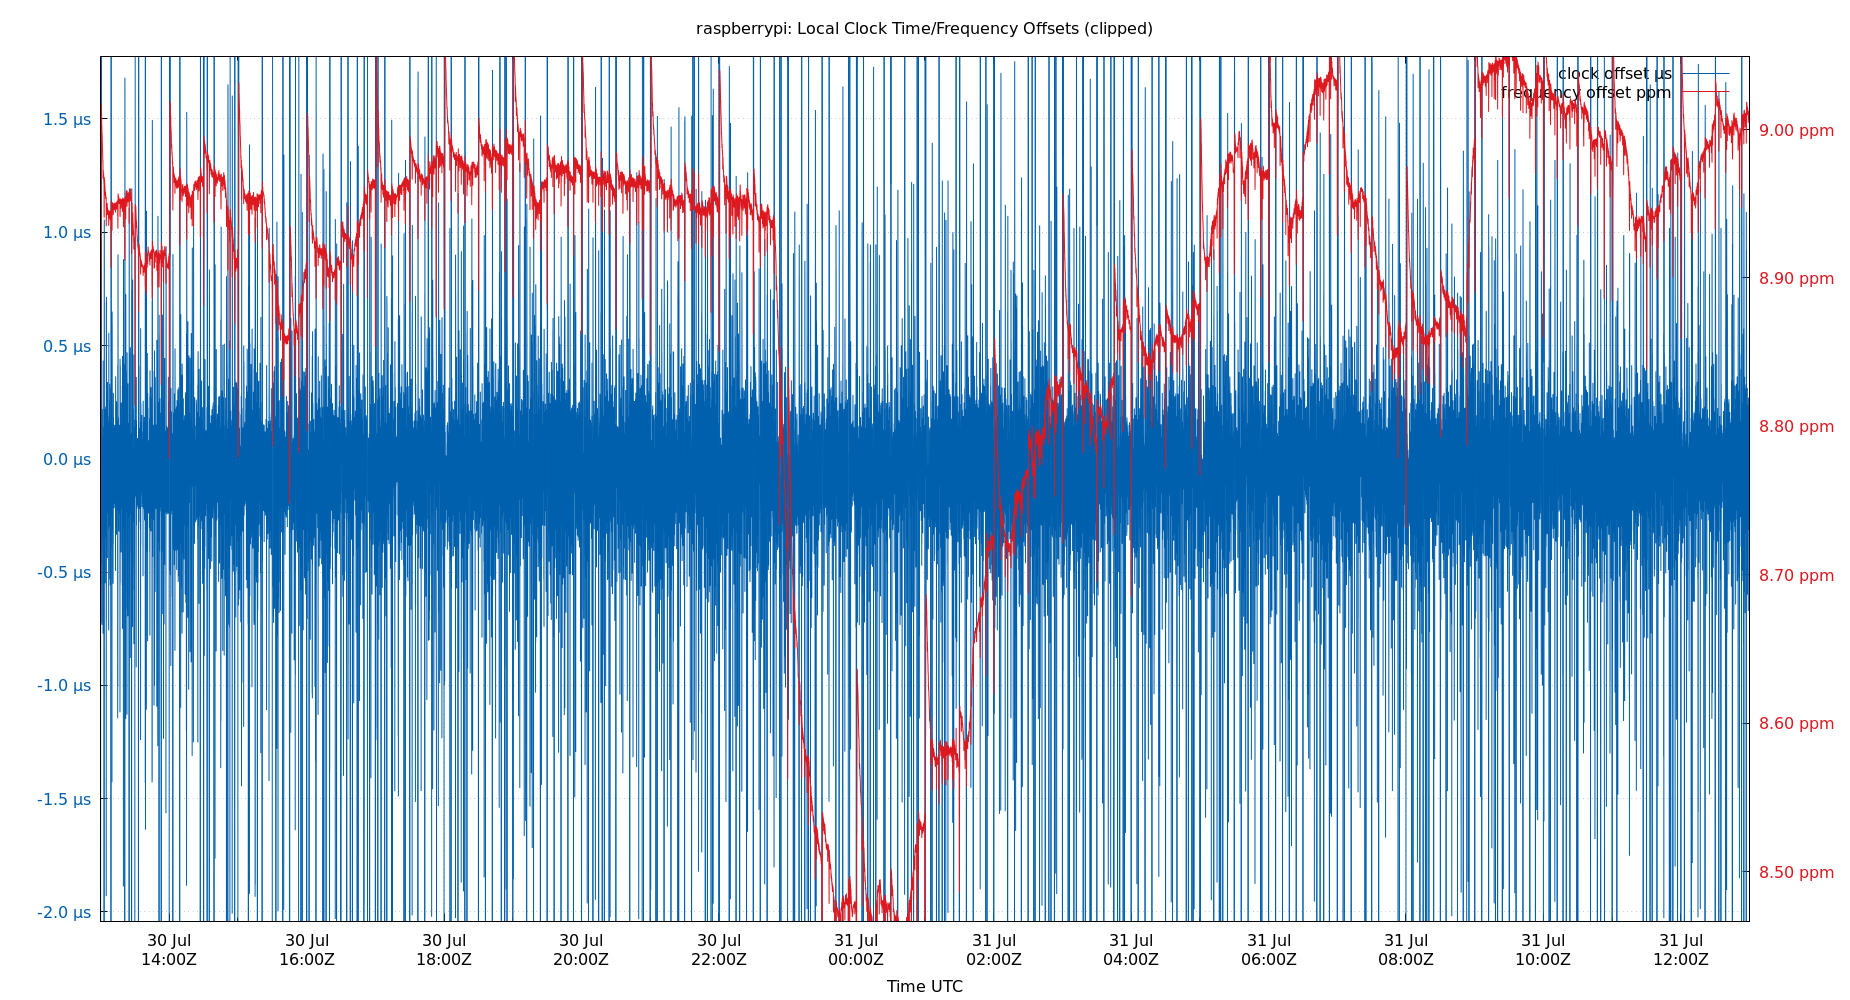 raspberrypi: Local Clock Time/Frequency Offsets (clipped)
clock offset µs
frequency offset ppm
1.5 µs
1.0 µs
0.5 µs
0.0 µs
-0.5 µs
-1.0 µs
-1.5 µs
-2.0 µs
9.00 ppm
8.90 ppm
8.80 ppm
8.70 ppm
8.60 ppm
8.50 ppm
30 Jul
14:00Z
30 Jul
16:00Z
30 Jul
18:00Z
30 Jul
20:00Z
30 Jul
22:00Z
31 Jul
00:00Z
31 Jul
02:00Z
31 Jul
04:00Z
31 Jul
06:00Z
31 Jul
08:00Z
31 Jul
10:00Z
31 Jul
12:00Z
Time UTC